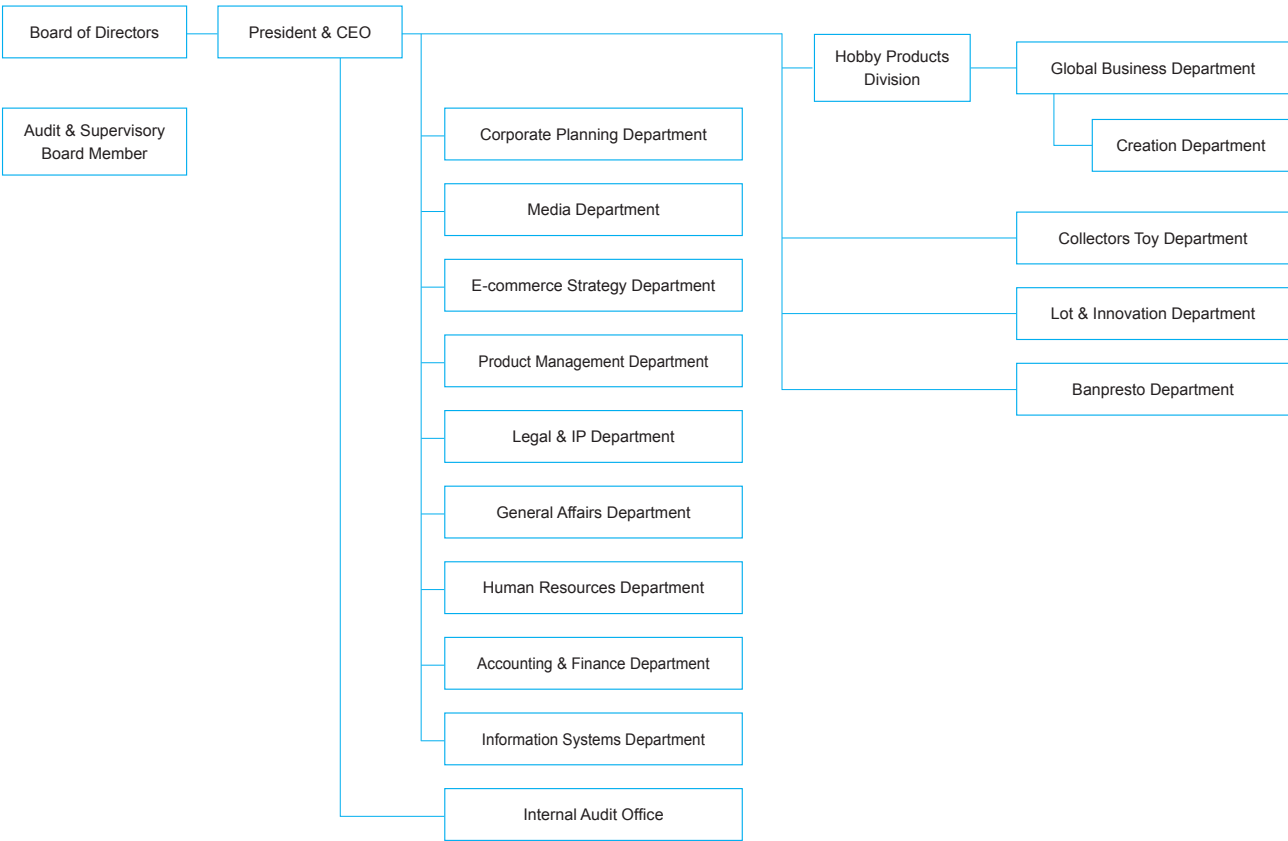 Board of Directors
President & CEO
Hobby Products
Division
Global Business Department
Audit & Supervisory
Board Member
Corporate Planning Department
Creation Department
Media Department
Collectors Toy Department
E-commerce Strategy Department
Lot & Innovation Department
Product Management Department
Banpresto Department
Legal & IP Department
General Affairs Department
Human Resources Department
Accounting & Finance Department
Information Systems Department
Internal Audit Office